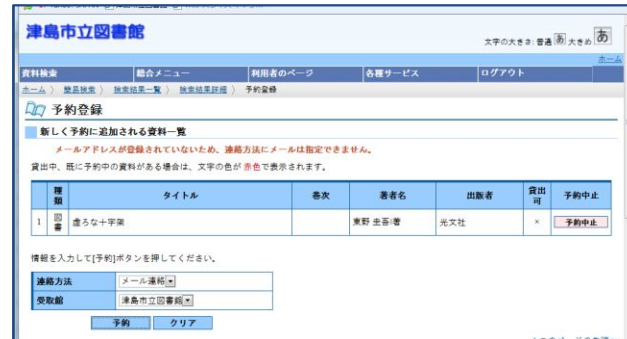 津島市立図書館
文字の大きさ: 普通 あ 大きめ あ
ホーム
資料検索 総合メニュー 利用者のページ 各種サービス ログアウト
ホーム 〉 簡易検索 〉 検索結果一覧 〉 検索結果詳細 〉 予約登録
予約登録
新しく予約に追加される資料一覧
メールアドレスが登録されていないため、連絡方法にメールは指定できません。
貸出中、既に予約中の資料がある場合は、文字の色が 赤色で表示されます。
種類 タイトル 巻次 著者名 出版者 貸出可 予約中止
1 図書 虚ろな十字架 東野 圭吾/著 光文社 × 予約中止
情報を入力して[予約]ボタンを押してください。
連絡方法 メール連絡
受取館 津島市立図書館
予約 クリア